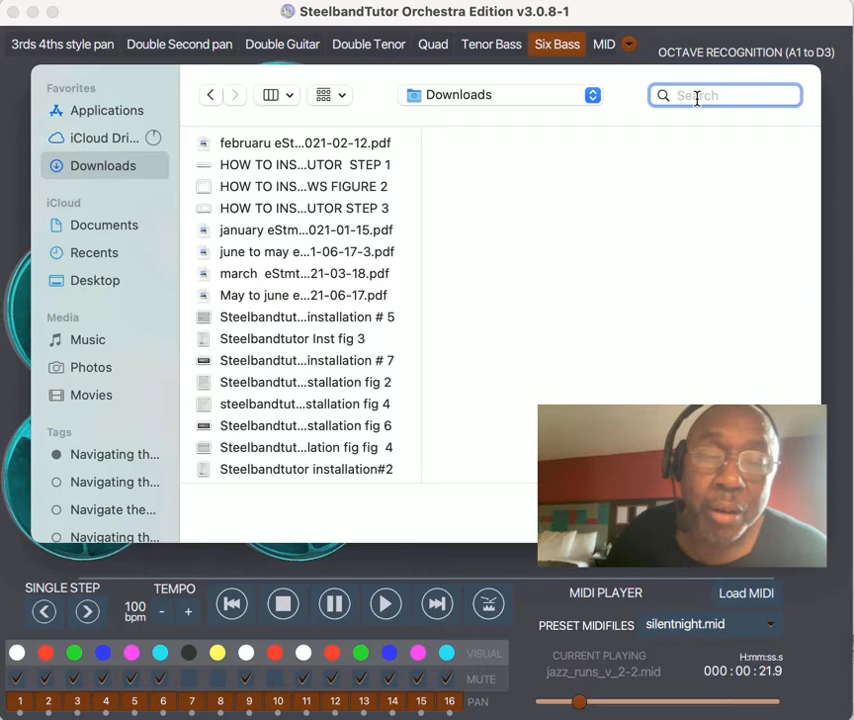 SteelbandTutor Orchestra Edition v3.0.8-1
3rds 4ths style pan Double Second pan Double Guitar Double Tenor Quad Tenor Bass Six Bass MID
OCTAVE RECOGNITION (A1 to D3)
Favorites
Applications
iCloud Dri...
Downloads
iCloud
Documents
Recents
Desktop
Media
Music
Photos
Movies
Tags
Navigating th...
Navigating th...
Navigate the...
Navigating th...
Downloads
Search
februaru eSt...021-02-12.pdf
HOW TO INS...UTOR STEP 1
HOW TO INS...WS FIGURE 2
HOW TO INS...UTOR STEP 3
january eStm...021-01-15.pdf
june to may e...1-06-17-3.pdf
march eStmt...21-03-18.pdf
May to june e...21-06-17.pdf
Steelbandtut...installation # 5
Steelbandtutor Inst fig 3
Steelbandtut...installation # 7
Steelbandtut...stallation fig 2
steelbandtut...stallation fig 4
Steelbandtut...stallation fig 6
Steelbandtut...lation fig fig 4
Steelbandtutor installation#2
SINGLE STEP
TEMPO
100
bpm
- +
MIDI PLAYER
Load MIDI
PRESET MIDIFILES
silentnight.mid
CURRENT PLAYING
jazz_runs_v_2-2.mid
H:mm:ss.s
000 : 00 : 21.9
VISUAL
MUTE
1 2 3 4 5 6 7 8 9 10 11 12 13 14 15 16 PAN